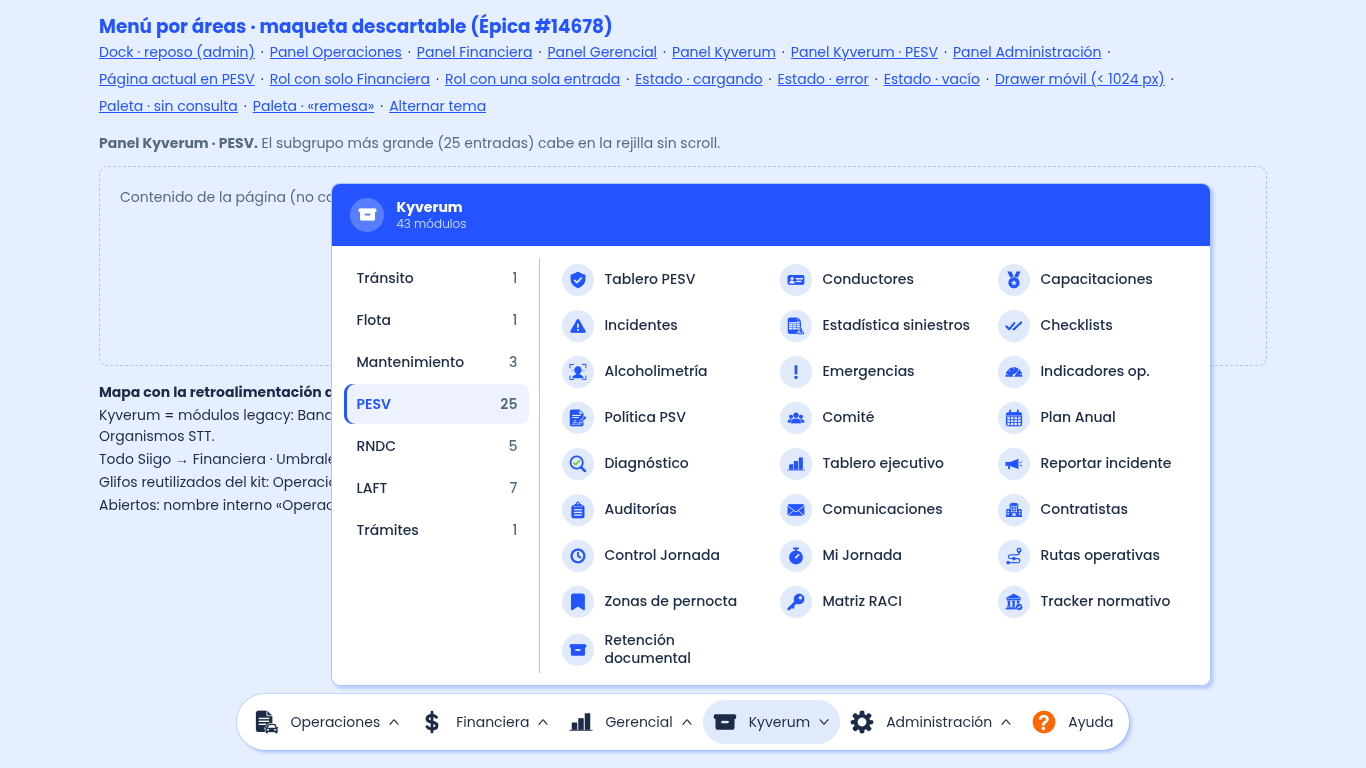 Menú por áreas · maqueta descartable (Épica #14678)
Dock · reposo (admin) · Panel Operaciones · Panel Financiera · Panel Gerencial · Panel Kyverum · Panel Kyverum · PESV · Panel Administración ·
Página actual en PESV · Rol con solo Financiera · Rol con una sola entrada · Estado · cargando · Estado · error · Estado · vacío · Drawer móvil (< 1024 px) ·
Paleta · sin consulta · Paleta · «remesa» · Alternar tema
Panel Kyverum · PESV. El subgrupo más grande (25 entradas) cabe en la rejilla sin scroll.
Contenido de la página (no
Mapa con la retroalimentación
Kyverum = módulos legacy:
Organismos STT.
Todo Siigo → Financiera ·
Glifos reutilizados del kit:
Abiertos: nombre interno
Kyverum
43 módulos
Tránsito 1
Flota 1
Mantenimiento 3
PESV 25
RNDC 5
LAFT 7
Trámites 1
Tablero PESV Conductores Capacitaciones
Incidentes Estadística siniestros Checklists
Alcoholimetría Emergencias Indicadores op.
Política PSV Comité Plan Anual
Diagnóstico Tablero ejecutivo Reportar incidente
Auditorías Comunicaciones Contratistas
Control Jornada Mi Jornada Rutas operativas
Zonas de pernocta Matriz RACI Tracker normativo
Retención
documental
Operaciones Financiera Gerencial Kyverum Administración Ayuda